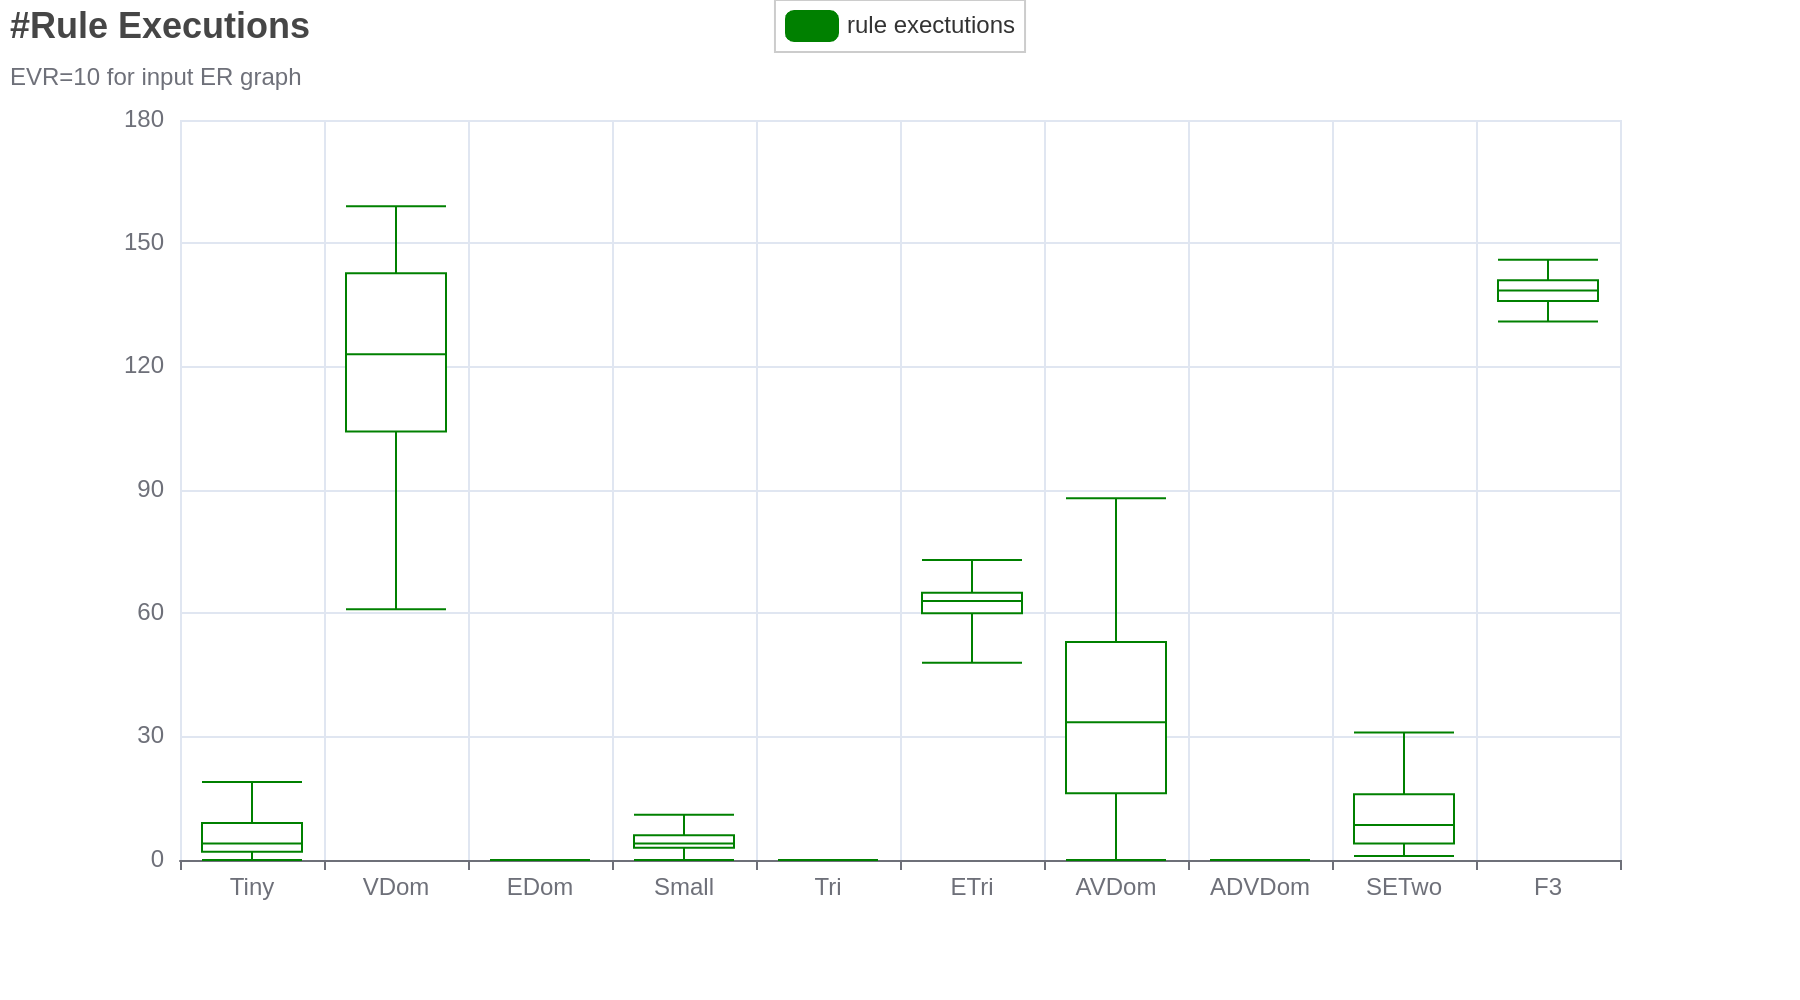 #Rule Executions
rule exectutions
EVR=10 for input ER graph
180
150
120
90
60
30
0
Tiny VDom EDom Small Tri ETri AVDom ADVDom SETwo F3